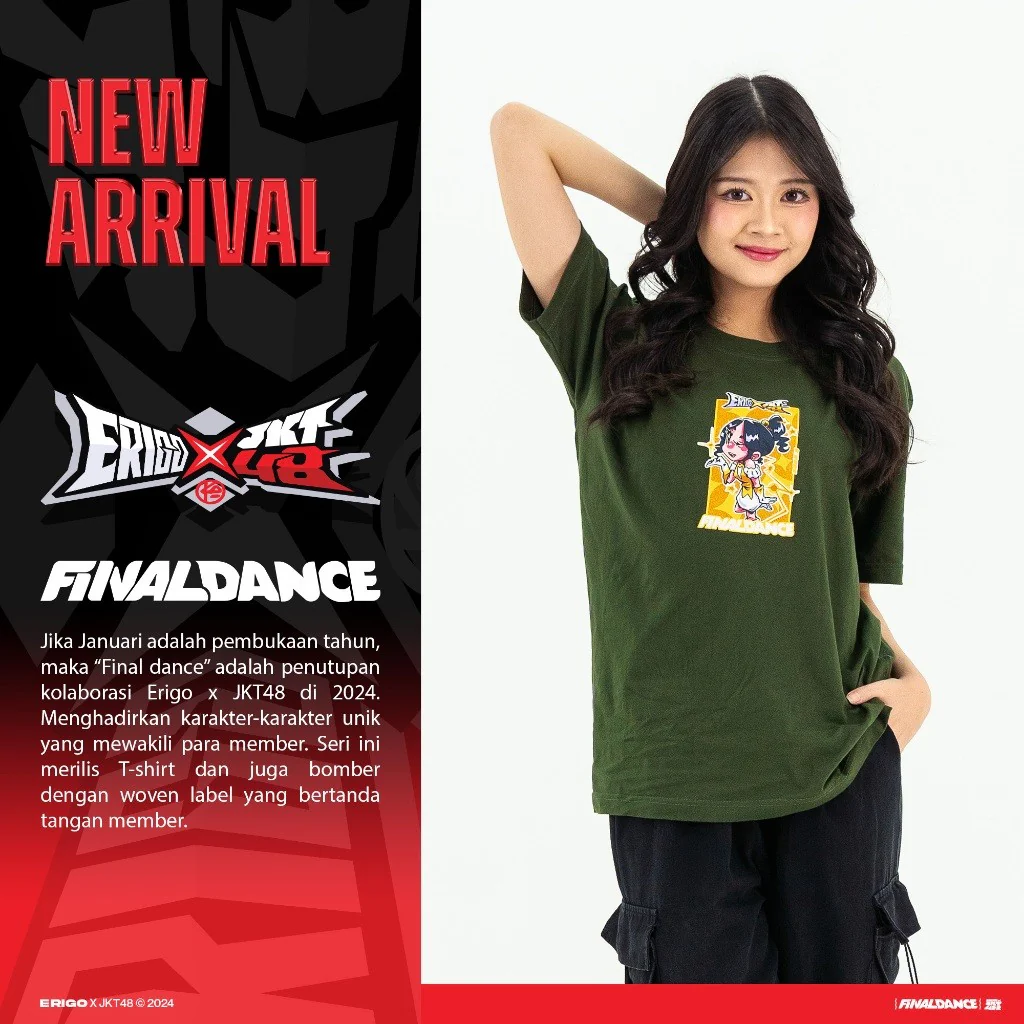 NEW
ARRIVAL
ERIGO X JKT
48
FINALDANCE
Jika Januari adalah pembukaan tahun,
maka “Final dance” adalah penutupan
kolaborasi Erigo x JKT48 di 2024.
Menghadirkan karakter-karakter unik
yang mewakili para member. Seri ini
merilis T-shirt dan juga bomber
dengan woven label yang bertanda
tangan member.
ERIGO
FINALDANCE
ERIGO X JKT48 © 2024
FINALDANCE